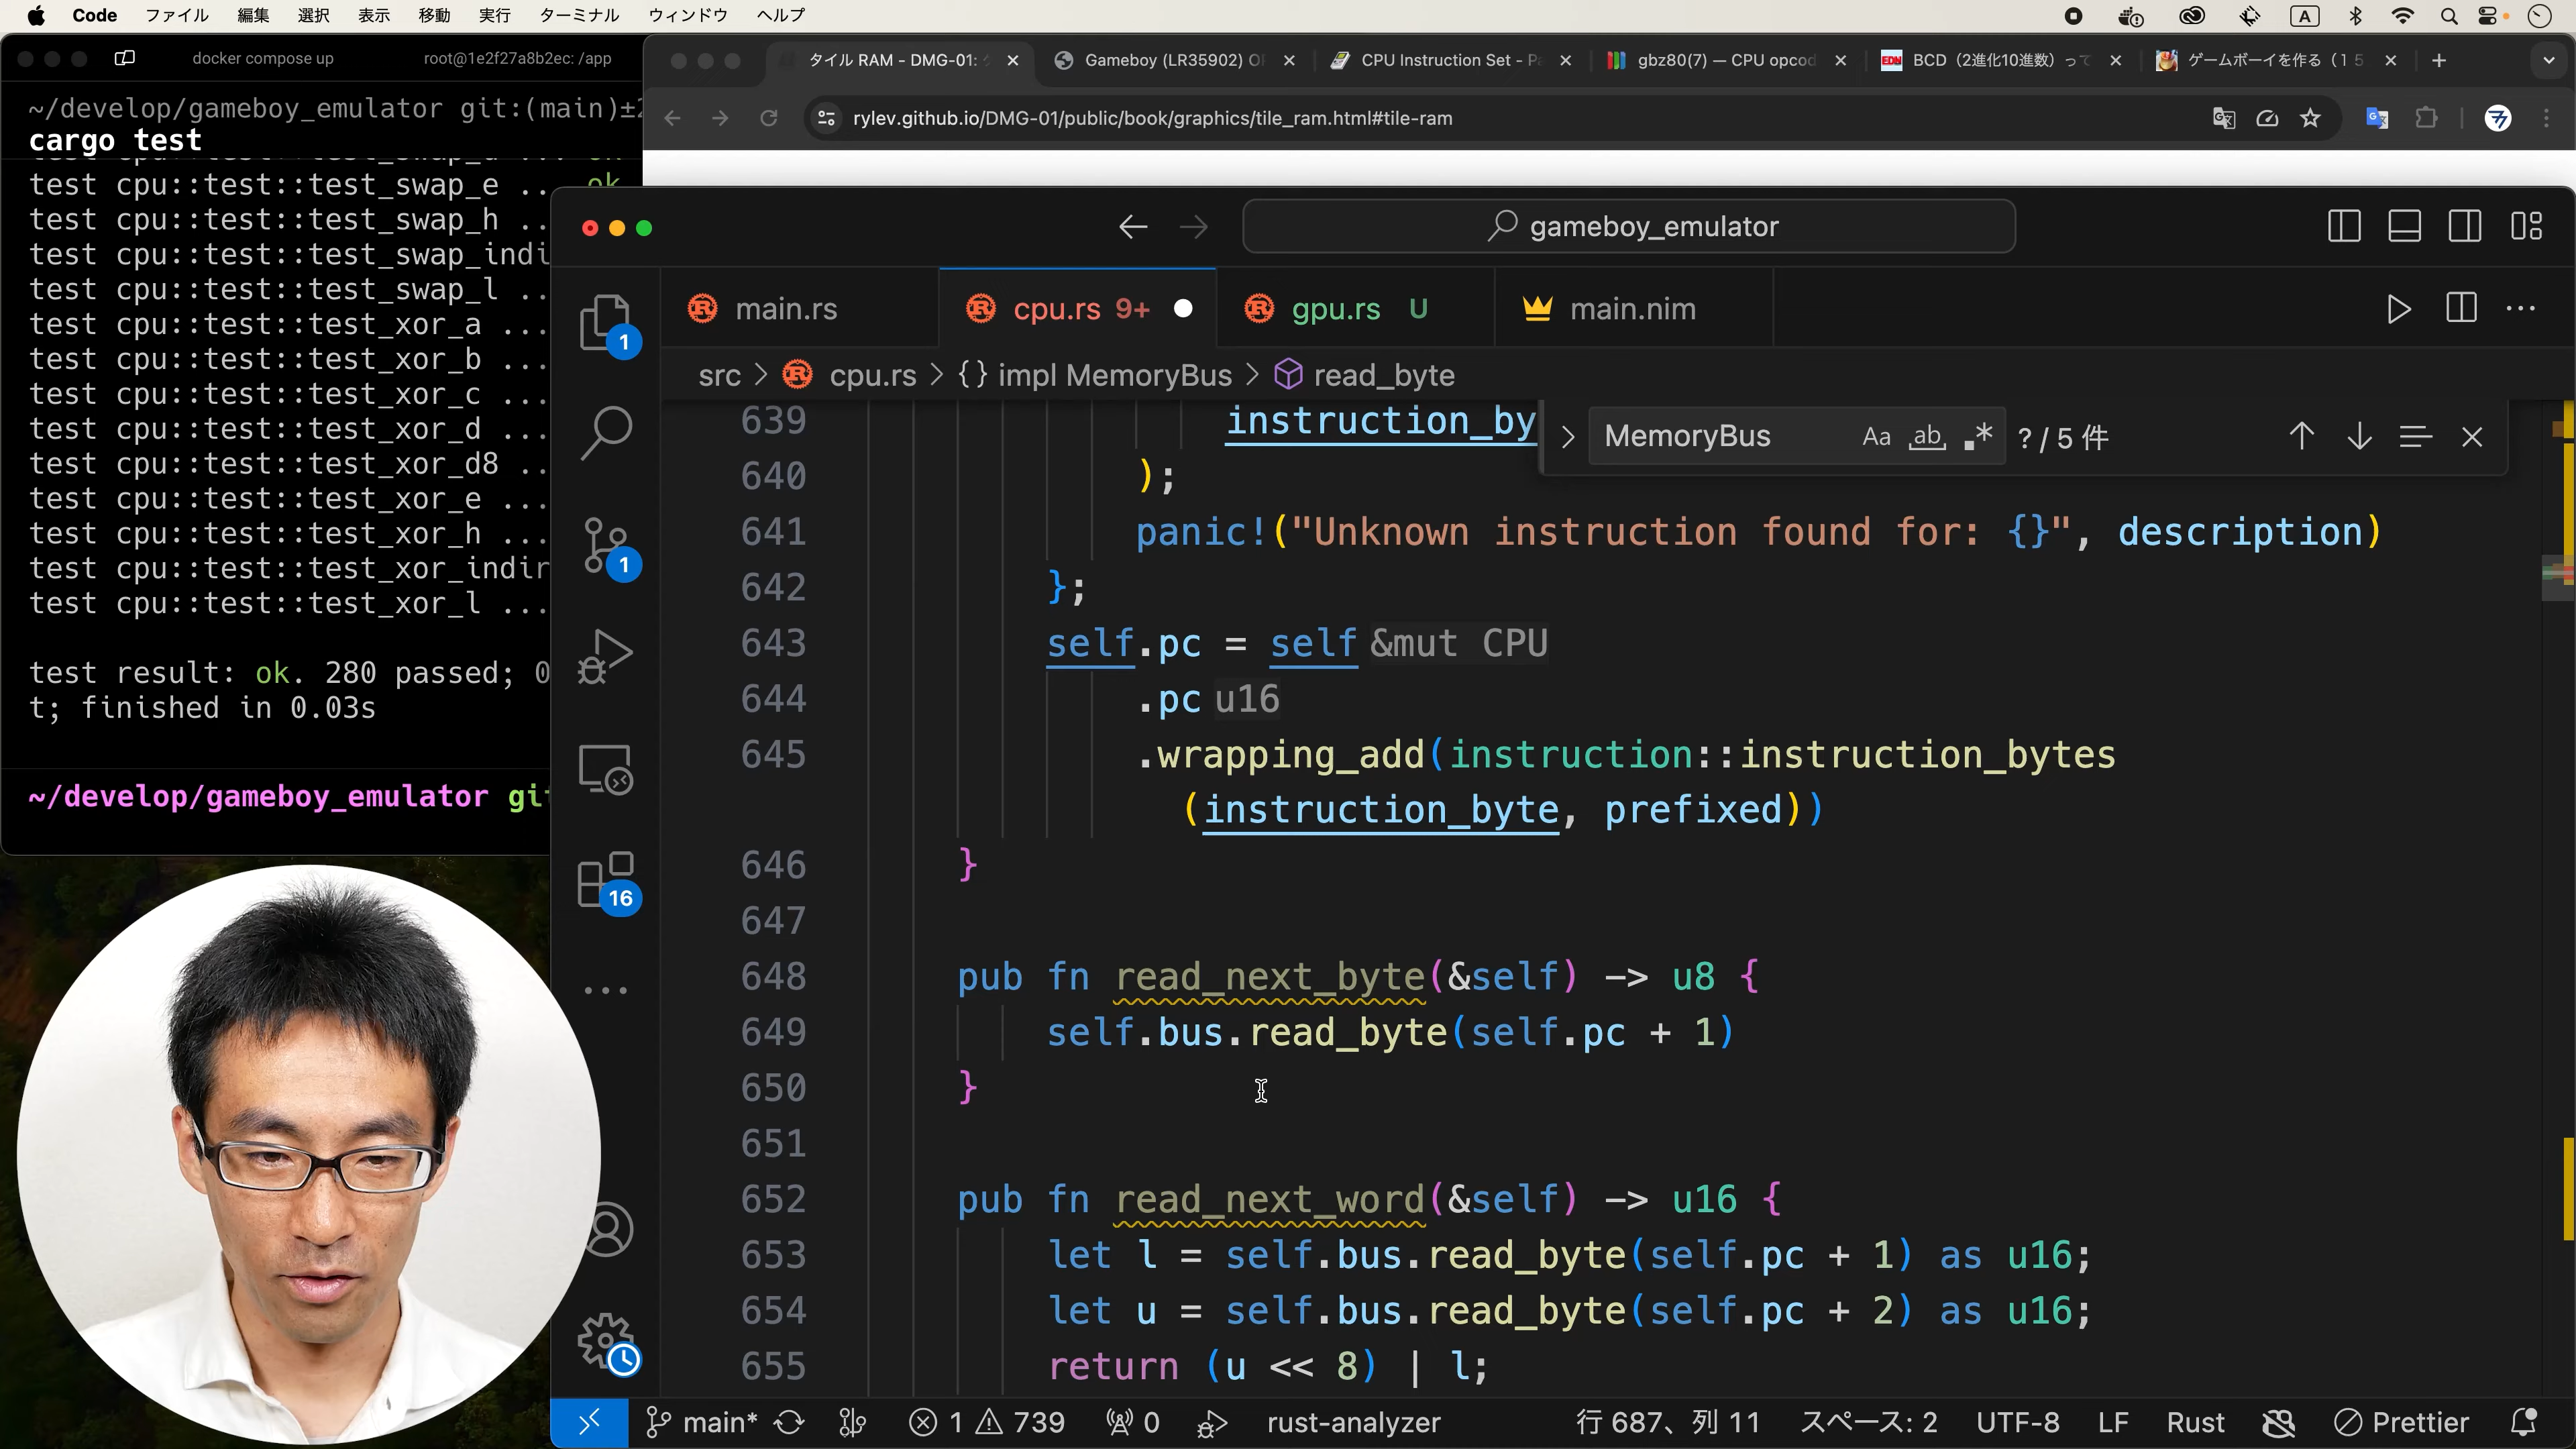 Code ファイル 編集 選択 表示 移動 実行 ターミナル ウィンドウ ヘルプ A
docker compose up root@1e2f27a8b2ec: /app
~/develop/gameboy_emulator git:(main)±2
cargo test
test cpu::test::test_swap_e ... ok
test cpu::test::test_swap_h ..
test cpu::test::test_swap_indi
test cpu::test::test_swap_l ..
test cpu::test::test_xor_a ...
test cpu::test::test_xor_b ...
test cpu::test::test_xor_c ...
test cpu::test::test_xor_d ...
test cpu::test::test_xor_d8 ..
test cpu::test::test_xor_e ...
test cpu::test::test_xor_h ...
test cpu::test::test_xor_indir
test cpu::test::test_xor_l ...
test result: ok. 280 passed; 0
t; finished in 0.03s
~/develop/gameboy_emulator git
タイル RAM - DMG-01: Gameboy (LR35902) OI CPU Instruction Set - Pa gbz80(7) — CPU opcod EDN BCD（2進化10進数）って ゲームボーイを作る（１５
rylev.github.io/DMG-01/public/book/graphics/tile_ram.html#tile-ram
gameboy_emulator
main.rs cpu.rs 9+ gpu.rs U main.nim
src > cpu.rs > {} impl MemoryBus > read_byte
MemoryBus Aa ab .* ? / 5 件
639 instruction_by
640 );
641 panic!("Unknown instruction found for: {}", description)
642 };
643 self.pc = self &mut CPU
644 .pc u16
645 .wrapping_add(instruction::instruction_bytes
(instruction_byte, prefixed))
646 }
647
648 pub fn read_next_byte(&self) -> u8 {
649 self.bus.read_byte(self.pc + 1)
650 }
651
652 pub fn read_next_word(&self) -> u16 {
653 let l = self.bus.read_byte(self.pc + 1) as u16;
654 let u = self.bus.read_byte(self.pc + 2) as u16;
655 return (u << 8) | l;
1
1
16
main* 1 739 0 rust-analyzer 行 687、列 11 スペース: 2 UTF-8 LF Rust Prettier